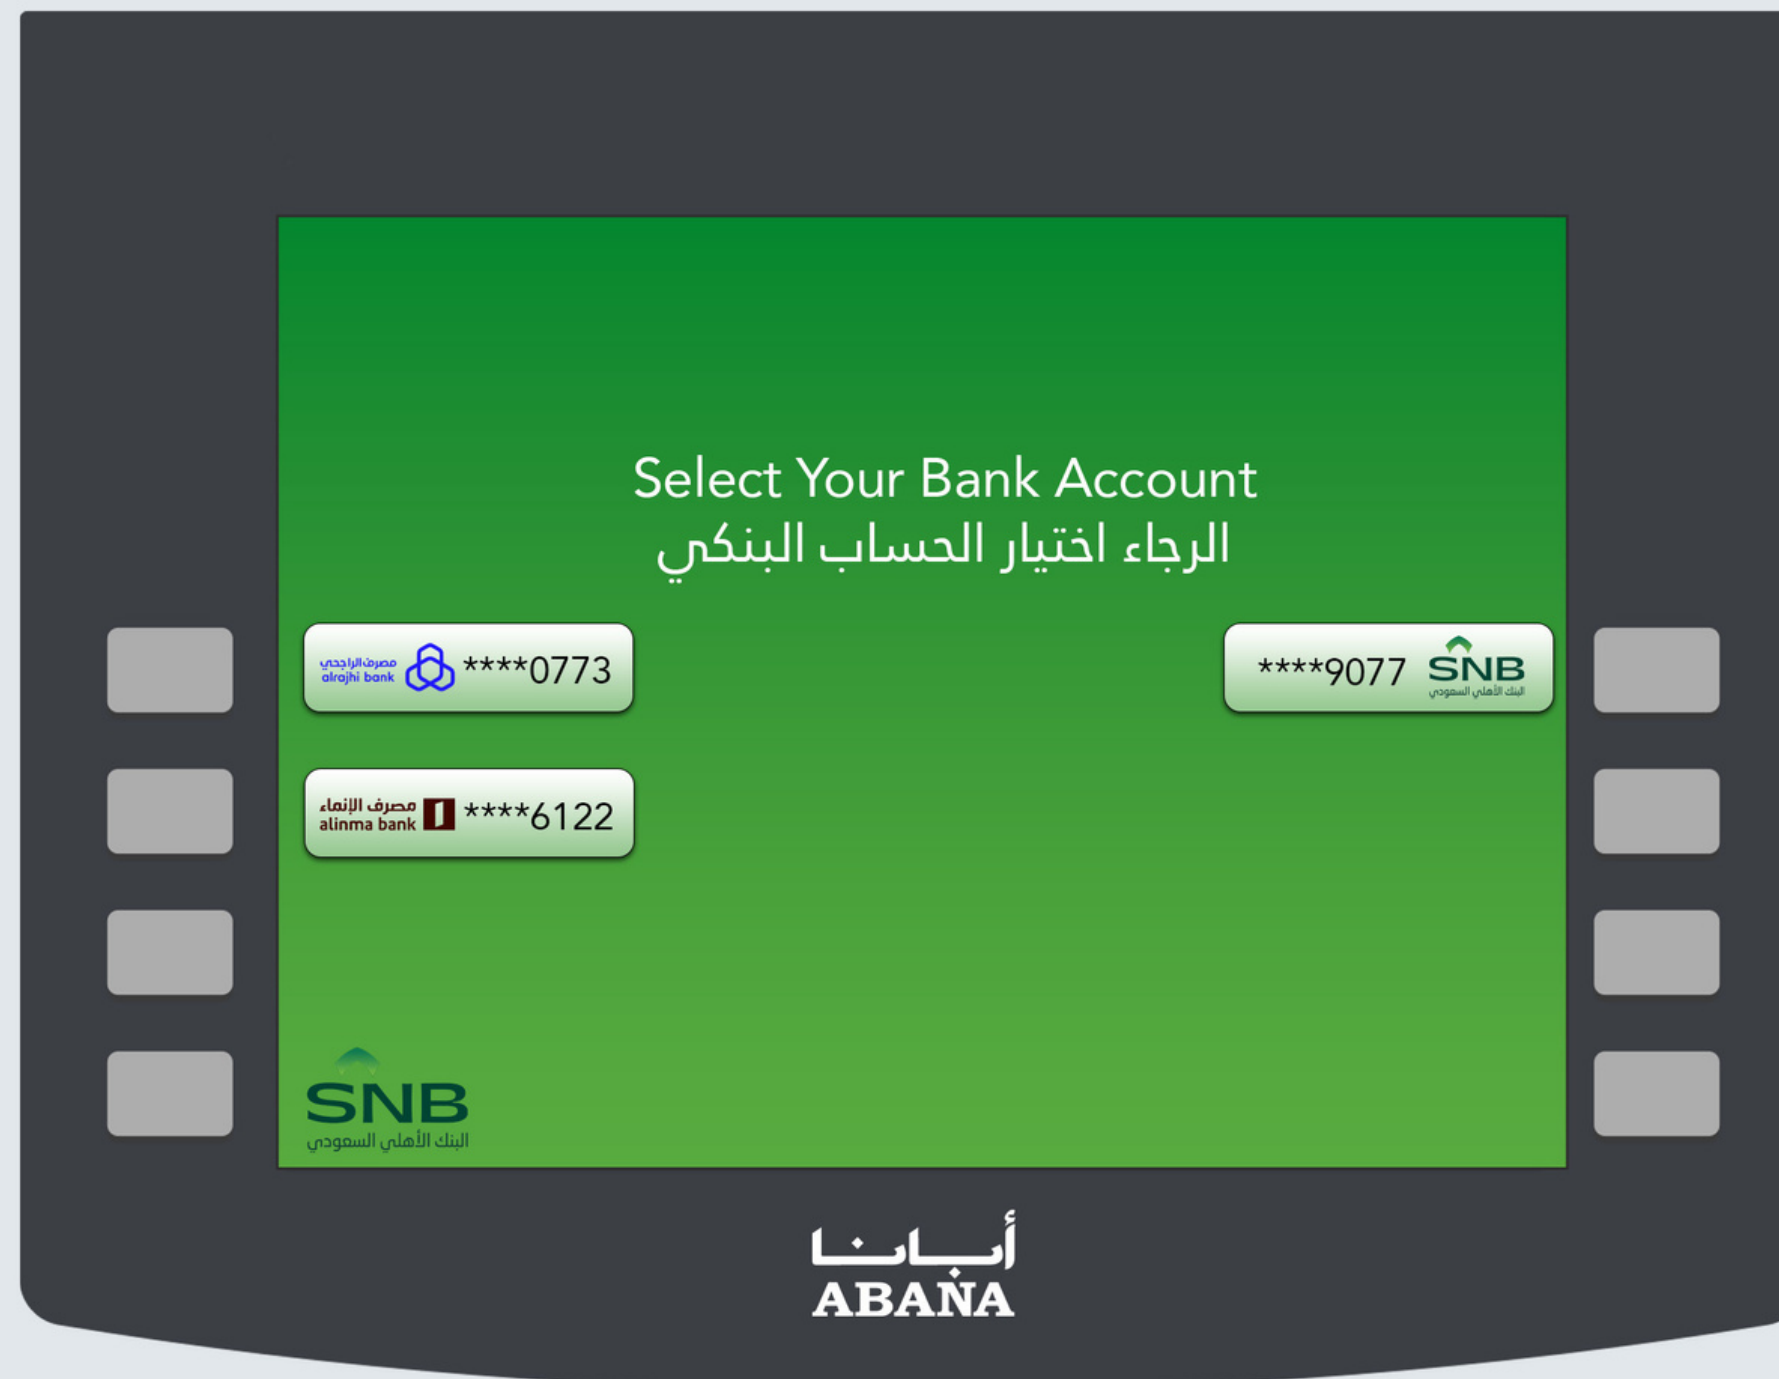 Select Your Bank Account
الرجاء اختيار الحساب البنكي
مصرف الراجحي
alrajhi bank
****0773
****9077
SNB
البنك الأهلي السعودي
مصرف الإنماء
alinma bank
****6122
SNB
البنك الأهلي السعودي
أبانا
ABANA